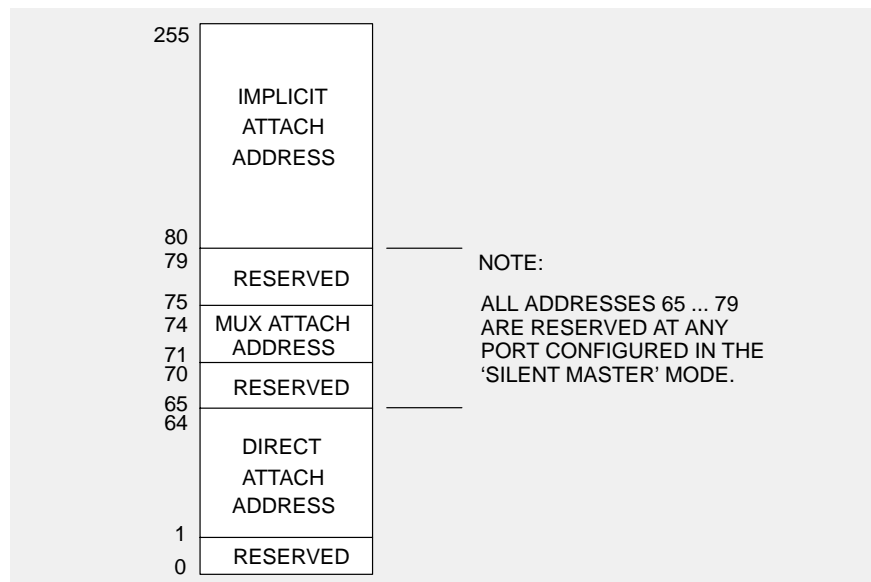 255
IMPLICIT
ATTACH
ADDRESS
80
79
RESERVED
75
74
MUX ATTACH
ADDRESS
71
70
RESERVED
65
64
DIRECT
ATTACH
ADDRESS
1
RESERVED
0
NOTE:
ALL ADDRESSES 65 ... 79
ARE RESERVED AT ANY
PORT CONFIGURED IN THE
‘SILENT MASTER’ MODE.